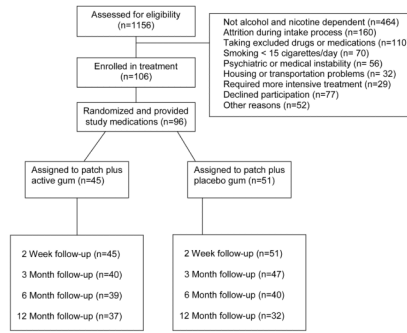 Assessed for eligibility
(n=1156)
Not alcohol and nicotine dependent (n=464)
Attrition during intake process (n=160)
Taking excluded drugs or medications (n=110
Smoking < 15 cigarettes/day (n= 70)
Psychiatric or medical instability (n= 56)
Housing or transportation problems (n= 32)
Required more intensive treatment (n=29)
Declined participation (n=77)
Other reasons (n=52)
Enrolled in treatment
(n=106)
Randomized and provided
study medications (n=96)
Assigned to patch plus
active gum (n=45)
Assigned to patch plus
placebo gum (n=51)
2 Week follow-up (n=45)
3 Month follow-up (n=40)
6 Month follow-up (n=39)
12 Month follow-up (n=37)
2 Week follow-up (n=51)
3 Month follow-up (n=47)
6 Month follow-up (n=40)
12 Month follow-up (n=32)